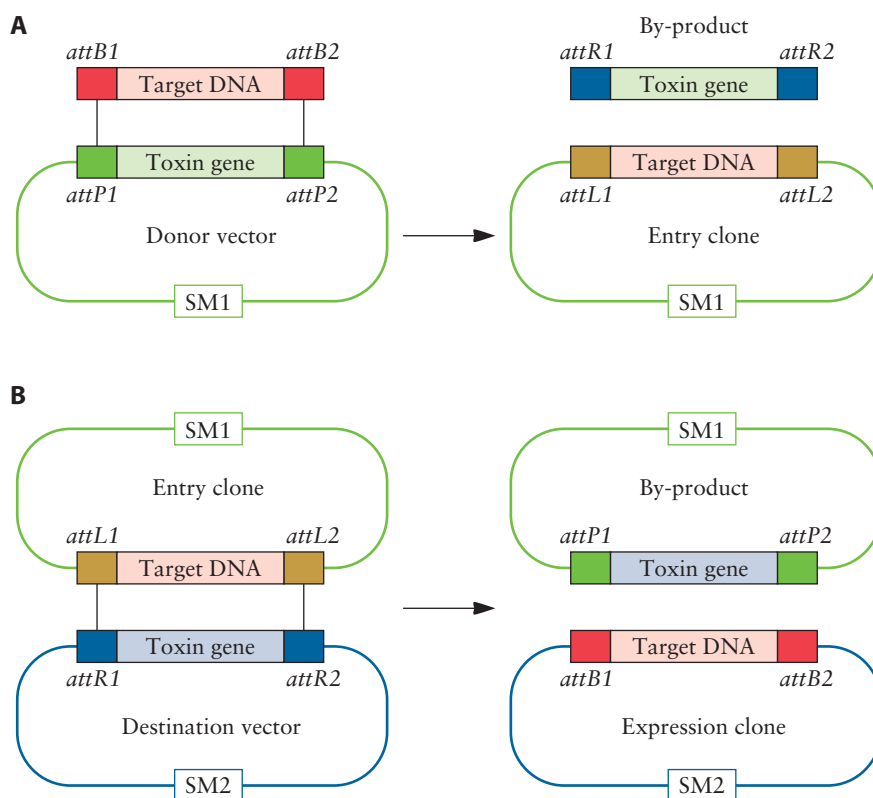 A
attB1 attB2
Target DNA
Toxin gene
attP1 attP2
Donor vector
SM1
By-product
attR1 attR2
Toxin gene
Target DNA
attL1 attL2
Entry clone
SM1
B
SM1
Entry clone
attL1 attL2
Target DNA
Toxin gene
attR1 attR2
Destination vector
SM2
SM1
By-product
attP1 attP2
Toxin gene
Target DNA
attB1 attB2
Expression clone
SM2